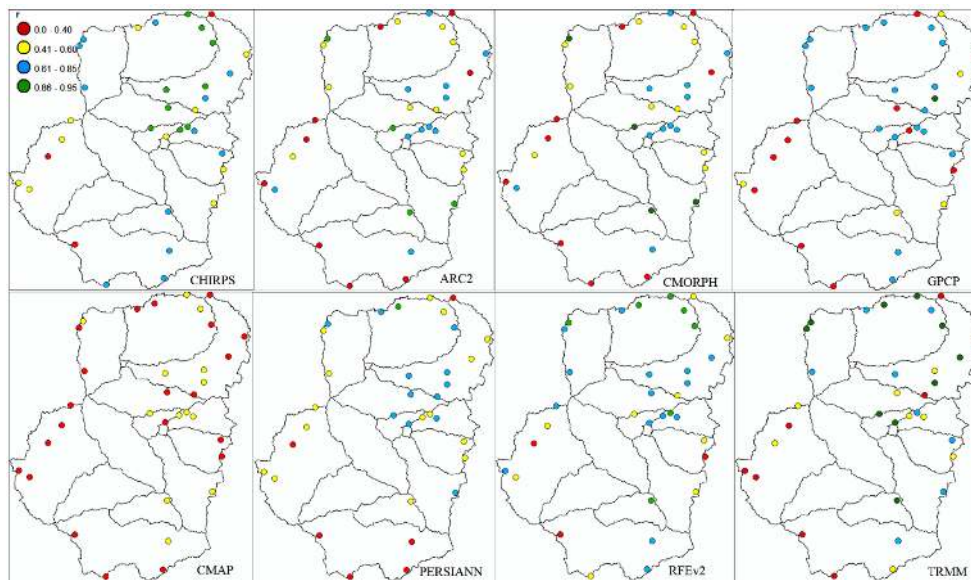 r
0.0 - 0.40
0.41 - 0.60
0.61 - 0.85
0.86 - 0.95
CHIRPS
ARC2
CMORPH
GPCP
CMAP
PERSIANN
RFEv2
TRMM